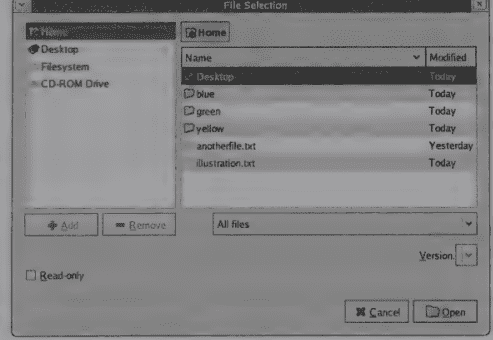 File Selection
Home
Desktop
Filesystem
CD-ROM Drive
Home
Name Modified
Desktop Today
blue Today
green Today
yellow Today
anotherfile.txt Yesterday
illustration.txt Today
Add Remove
All files
Version:
Read-only
Cancel Open